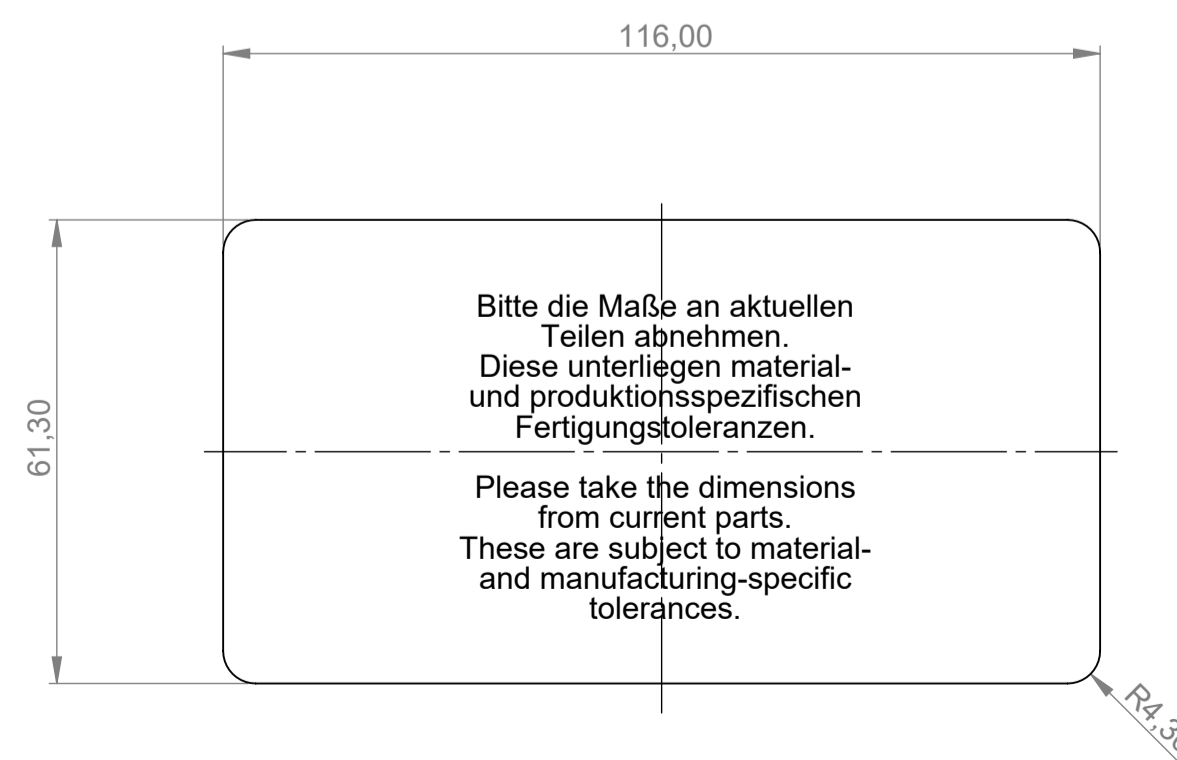 116,00
Bitte die Maße an aktuellen
Teilen abnehmen.
Diese unterliegen material-
und produktionsspezifischen
Fertigungstoleranzen.
61,30
Please take the dimensions
from current parts.
These are subject to material-
and manufacturing-specific
tolerances.